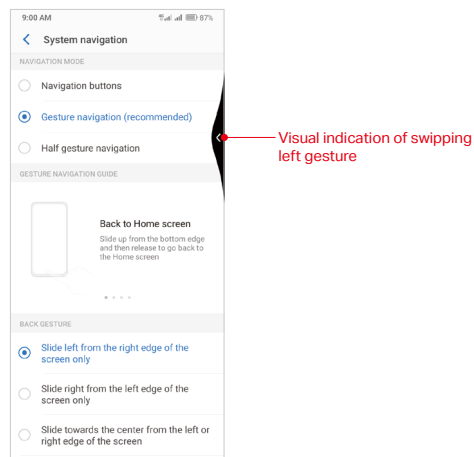 9:00 AM
87%
System navigation
NAVIGATION MODE
Navigation buttons
Gesture navigation (recommended)
Half gesture navigation
Visual indication of swipping
left gesture
GESTURE NAVIGATION GUIDE
Back to Home screen
Slide up from the bottom edge
and then release to go back to
the Home screen
BACK GESTURE
Slide left from the right edge of the
screen only
Slide right from the left edge of the
screen only
Slide towards the center from the left or
right edge of the screen